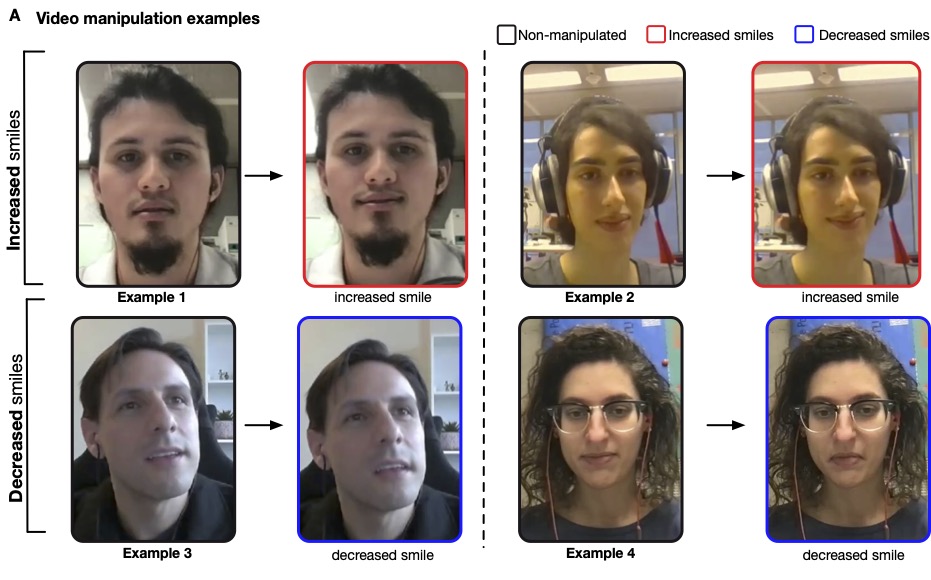 A Video manipulation examples
Non-manipulated
Increased smiles
Decreased smiles
Increased smiles
Example 1
increased smile
Example 2
increased smile
Decreased smiles
Example 3
decreased smile
Example 4
decreased smile